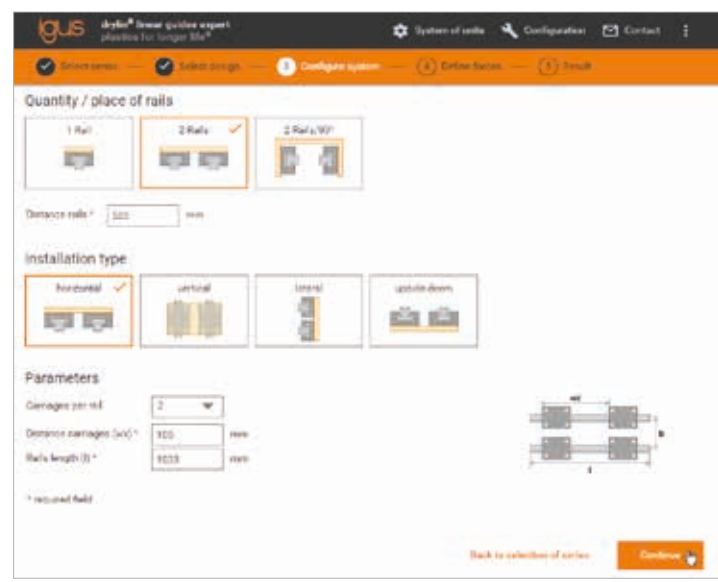 igus
drylin® linear guides expert
plastics for longer life®
System of units
Configuration
Contact
Select series
Select design
3 Configure system
4 Define forces
5 Result
Quantity / place of rails
1 Rail
2 Rails
2 Rails/90°
Distance rails *
mm
Installation type
horizontal
vertical
lateral
upside down
Parameters
Carriages per rail
2
Distance carriages
mm
Rails length (l) *
mm
* required field
Back to selection of series
Continue